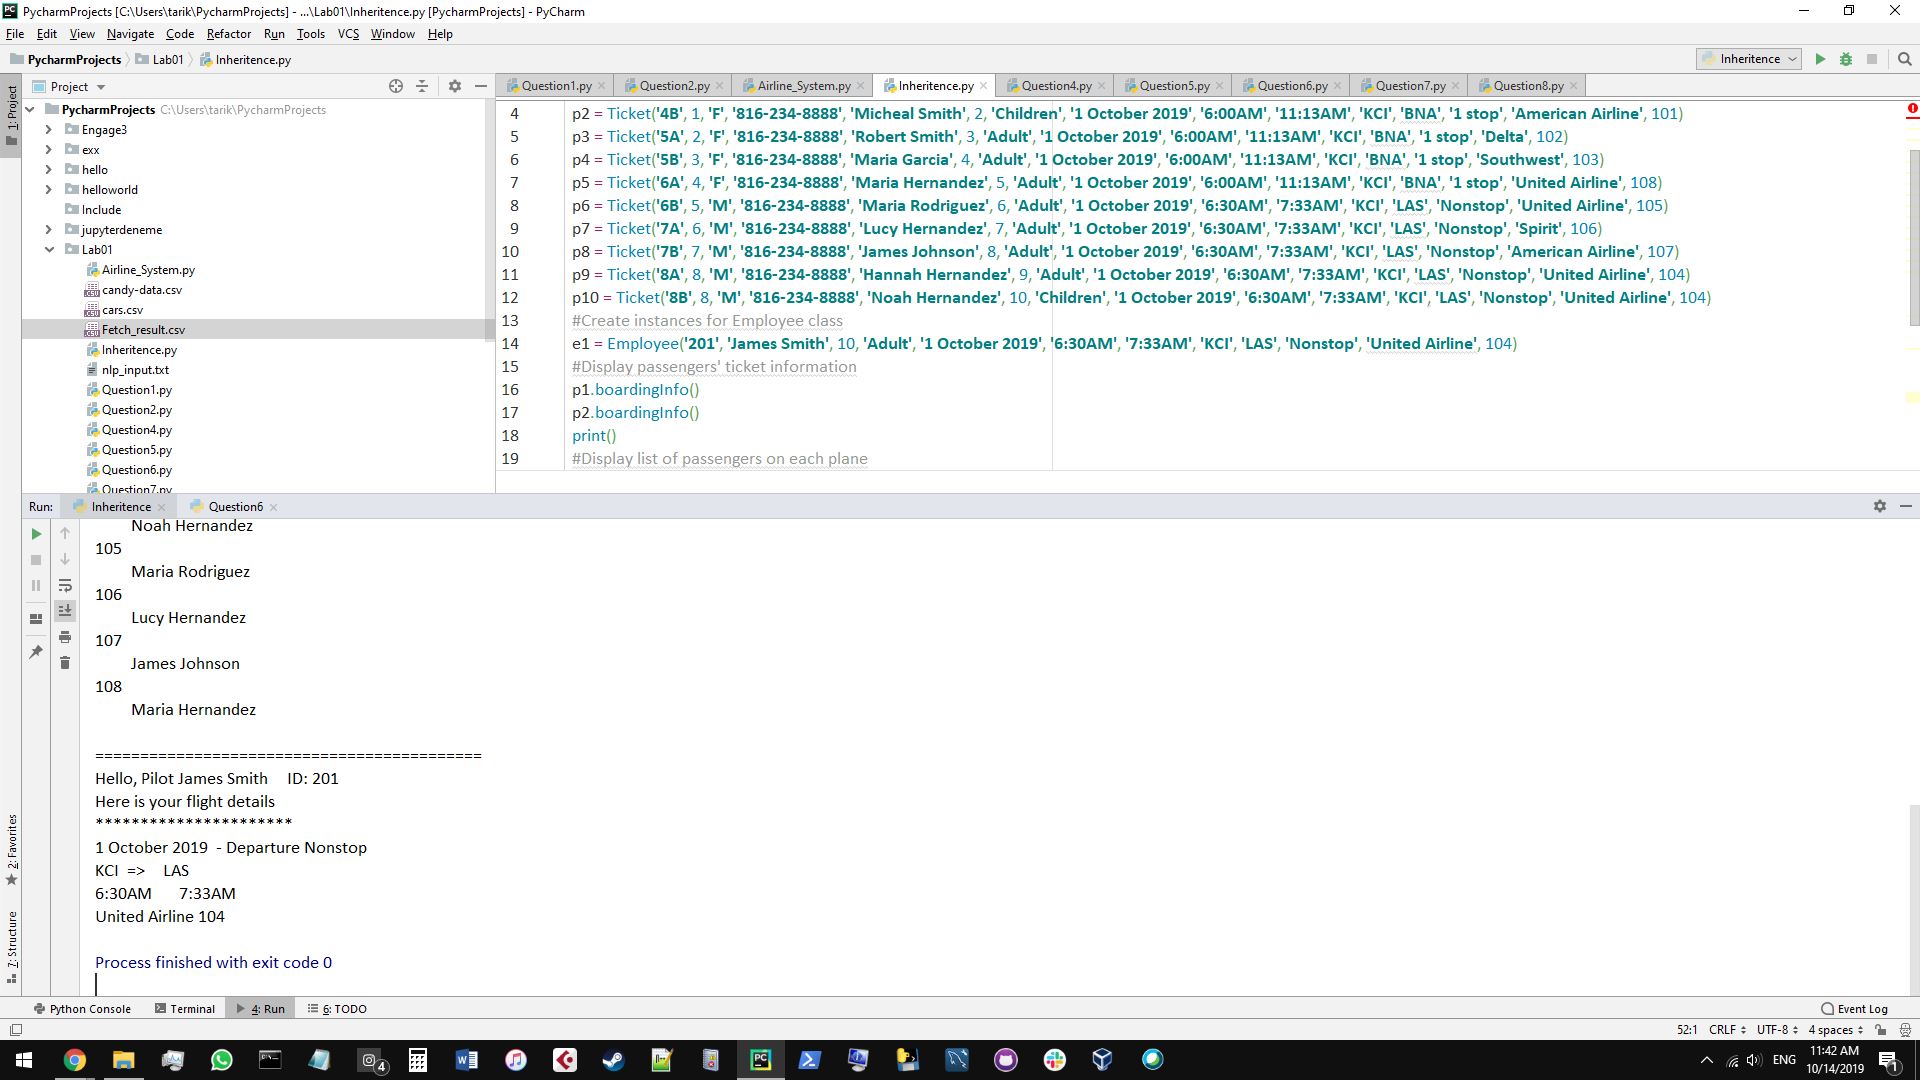 PycharmProjects [C:\Users\tarik\PycharmProjects] - ...\Lab01\Inheritence.py [PycharmProjects] - PyCharm
File Edit View Navigate Code Refactor Run Tools VCS Window Help
PycharmProjects Lab01 Inheritence.py
Inheritence
1: Project
Project
Question1.py Question2.py Airline_System.py Inheritence.py Question4.py Question5.py Question6.py Question7.py Question8.py
PycharmProjects C:\Users\tarik\PycharmProjects
Engage3
exx
hello
helloworld
Include
jupyterdeneme
Lab01
Airline_System.py
candy-data.csv
cars.csv
Fetch_result.csv
Inheritence.py
nlp_input.txt
Question1.py
Question2.py
Question4.py
Question5.py
Question6.py
Question7.py
4 p2 = Ticket('4B', 1, 'F', '816-234-8888', 'Micheal Smith', 2, 'Children', '1 October 2019', '6:00AM', '11:13AM', 'KCI', 'BNA', '1 stop', 'American Airline', 101)
5 p3 = Ticket('5A', 2, 'F', '816-234-8888', 'Robert Smith', 3, 'Adult', '1 October 2019', '6:00AM', '11:13AM', 'KCI', 'BNA', '1 stop', 'Delta', 102)
6 p4 = Ticket('5B', 3, 'F', '816-234-8888', 'Maria Garcia', 4, 'Adult', '1 October 2019', '6:00AM', '11:13AM', 'KCI', 'BNA', '1 stop', 'Southwest', 103)
7 p5 = Ticket('6A', 4, 'F', '816-234-8888', 'Maria Hernandez', 5, 'Adult', '1 October 2019', '6:00AM', '11:13AM', 'KCI', 'BNA', '1 stop', 'United Airline', 108)
8 p6 = Ticket('6B', 5, 'M', '816-234-8888', 'Maria Rodriguez', 6, 'Adult', '1 October 2019', '6:30AM', '7:33AM', 'KCI', 'LAS', 'Nonstop', 'United Airline', 105)
9 p7 = Ticket('7A', 6, 'M', '816-234-8888', 'Lucy Hernandez', 7, 'Adult', '1 October 2019', '6:30AM', '7:33AM', 'KCI', 'LAS', 'Nonstop', 'Spirit', 106)
10 p8 = Ticket('7B', 7, 'M', '816-234-8888', 'James Johnson', 8, 'Adult', '1 October 2019', '6:30AM', '7:33AM', 'KCI', 'LAS', 'Nonstop', 'American Airline', 107)
11 p9 = Ticket('8A', 8, 'M', '816-234-8888', 'Hannah Hernandez', 9, 'Adult', '1 October 2019', '6:30AM', '7:33AM', 'KCI', 'LAS', 'Nonstop', 'United Airline', 104)
12 p10 = Ticket('8B', 8, 'M', '816-234-8888', 'Noah Hernandez', 10, 'Children', '1 October 2019', '6:30AM', '7:33AM', 'KCI', 'LAS', 'Nonstop', 'United Airline', 104)
13 #Create instances for Employee class
14 e1 = Employee('201', 'James Smith', 10, 'Adult', '1 October 2019', '6:30AM', '7:33AM', 'KCI', 'LAS', 'Nonstop', 'United Airline', 104)
15 #Display passengers' ticket information
16 p1.boardingInfo()
17 p2.boardingInfo()
18 print()
19 #Display list of passengers on each plane
Run: Inheritence Question6
Noah Hernandez
105
Maria Rodriguez
106
Lucy Hernandez
107
James Johnson
108
Maria Hernandez
===========================================
Hello, Pilot James Smith ID: 201
Here is your flight details
**********************
1 October 2019 - Departure Nonstop
KCI => LAS
6:30AM 7:33AM
United Airline 104
Process finished with exit code 0
2: Favorites
7: Structure
Python Console Terminal 4: Run 6: TODO Event Log
52:1 CRLF UTF-8 4 spaces
4
PC
ENG
11:42 AM
10/14/2019
1